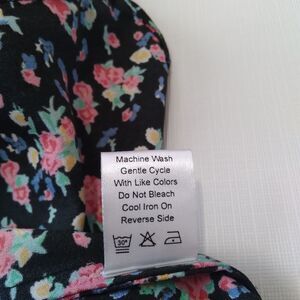 Machine Wash
Gentle Cycle
With Like Colors
Do Not Bleach
Cool Iron On
Reverse Side
30°